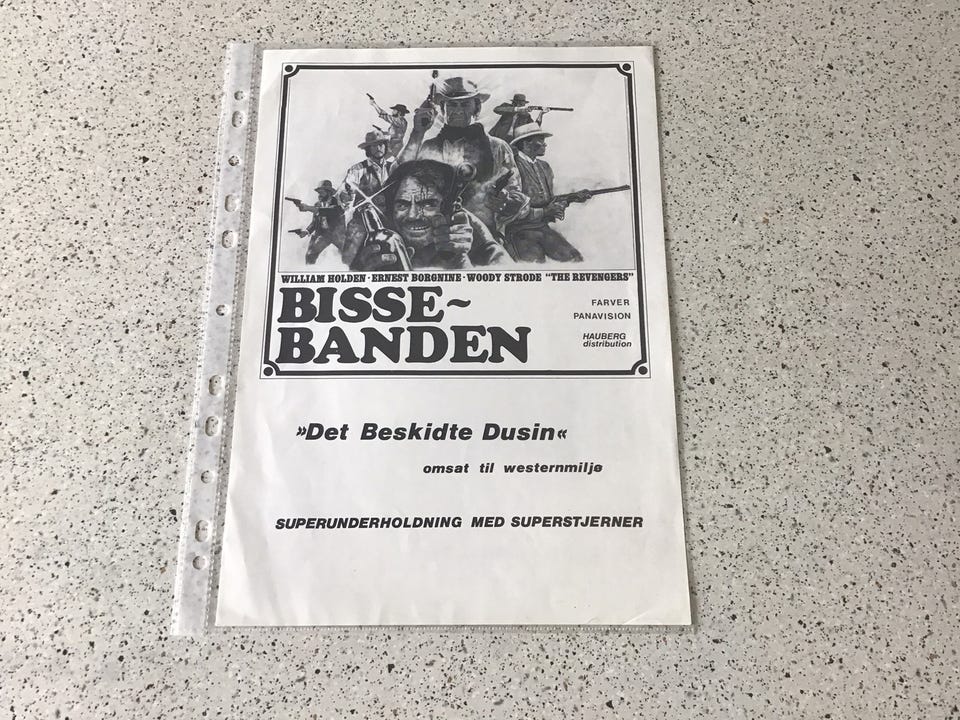 WILLIAM HOLDEN · ERNEST BORGNINE · WOODY STRODE "THE REVENGERS"
BISSE~
BANDEN
FARVER
PANAVISION
HAUBERG
distribution
»Det Beskidte Dusin«
omsat til westernmiljø
SUPERUNDERHOLDNING MED SUPERSTJERNER